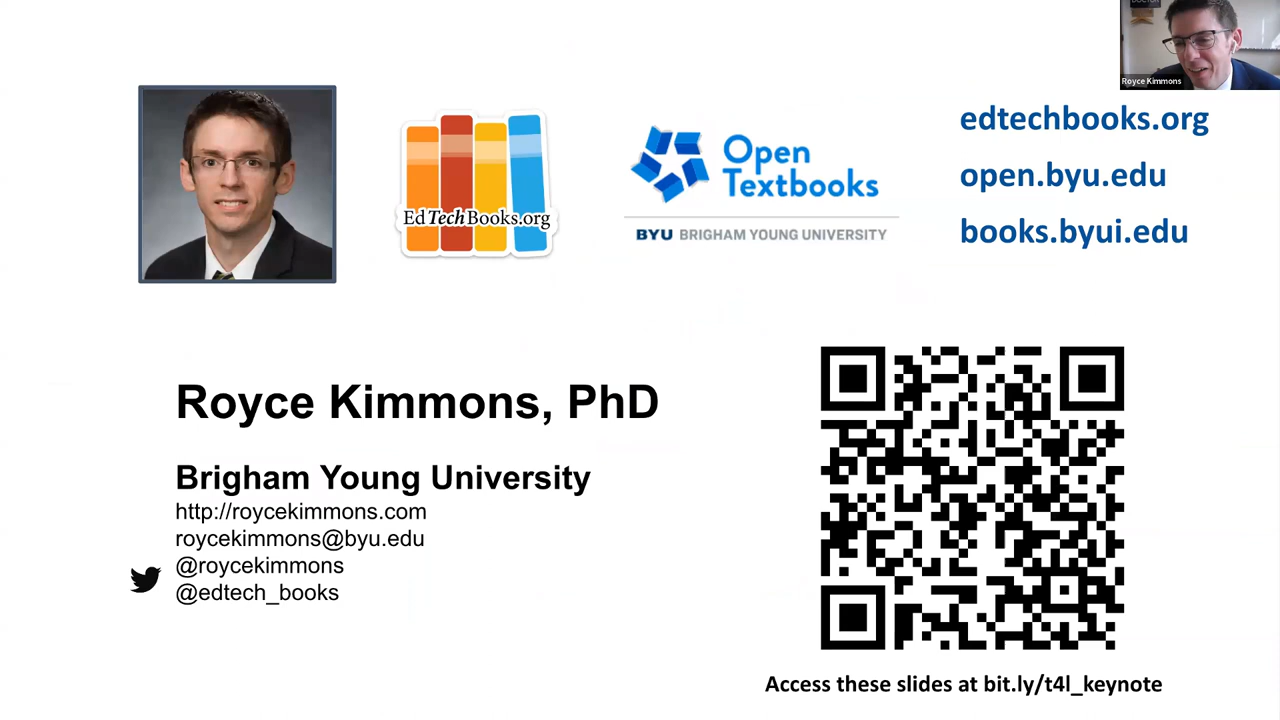 DOCTOR
Royce Kimmons
edtechbooks.org
open.byu.edu
books.byui.edu
EdTechBooks.org
Open
Textbooks
BYU BRIGHAM YOUNG UNIVERSITY
Royce Kimmons, PhD
Brigham Young University
http://roycekimmons.com
roycekimmons@byu.edu
@roycekimmons
@edtech_books
Access these slides at bit.ly/t4l_keynote